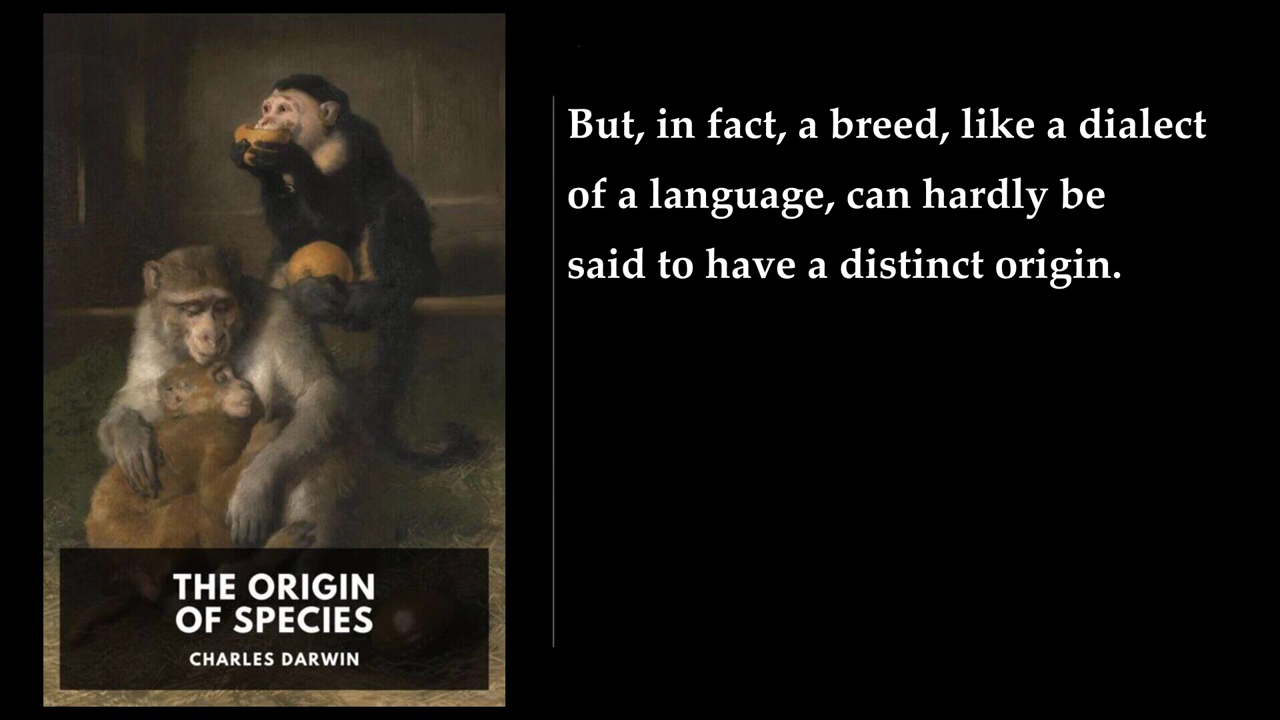 But, in fact, a breed, like a dialect
of a language, can hardly be
said to have a distinct origin.
THE ORIGIN
OF SPECIES
CHARLES DARWIN